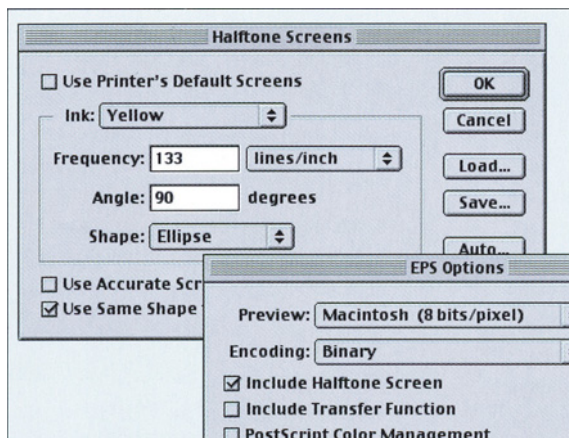 Halftone Screens
Use Printer's Default Screens
OK
Ink: Yellow
Cancel
Frequency: 133 lines/inch
Load...
Angle: 90 degrees
Save...
Shape: Ellipse
Auto...
EPS Options
Use Accurate Scr
Use Same Shape
Preview: Macintosh (8 bits/pixel)
Encoding: Binary
Include Halftone Screen
Include Transfer Function
PostScript Color Management